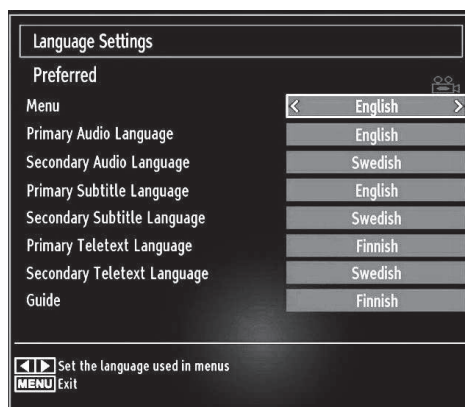 Language Settings
Preferred
Menu < English >
Primary Audio Language English
Secondary Audio Language Swedish
Primary Subtitle Language English
Secondary Subtitle Language Swedish
Primary Teletext Language Finnish
Secondary Teletext Language Swedish
Guide Finnish
Set the language used in menus
MENU Exit